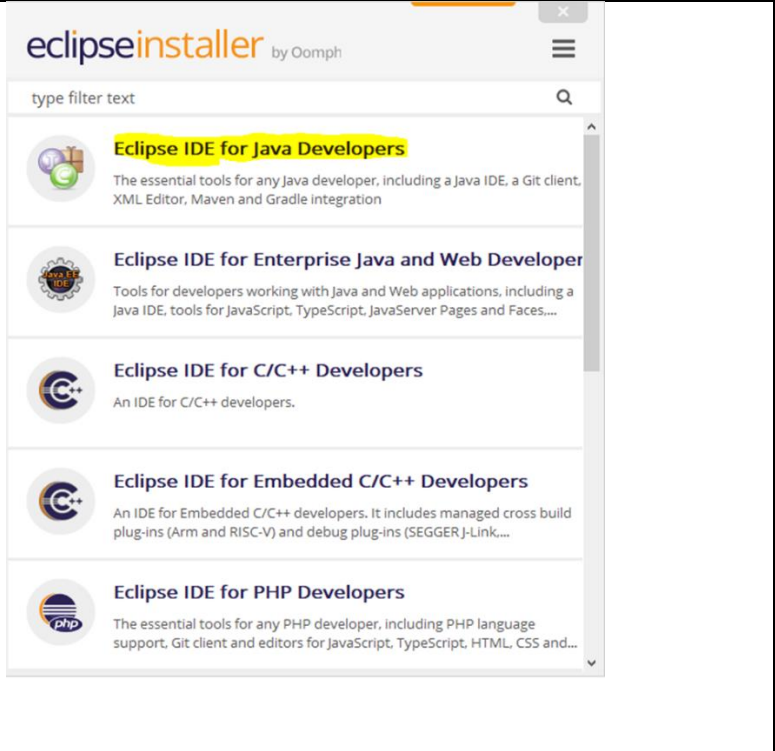 eclipseinstaller by Oomph
type filter text
Eclipse IDE for Java Developers
The essential tools for any Java developer, including a Java IDE, a Git client,
XML Editor, Maven and Gradle integration
Java EE
IDE
Eclipse IDE for Enterprise Java and Web Developer
Tools for developers working with Java and Web applications, including a
Java IDE, tools for JavaScript, TypeScript, JavaServer Pages and Faces,...
C++
Eclipse IDE for C/C++ Developers
An IDE for C/C++ developers.
C++
Eclipse IDE for Embedded C/C++ Developers
An IDE for Embedded C/C++ developers. It includes managed cross build
plug-ins (Arm and RISC-V) and debug plug-ins (SEGGER J-Link,...
php
Eclipse IDE for PHP Developers
The essential tools for any PHP developer, including PHP language
support, Git client and editors for JavaScript, TypeScript, HTML, CSS and...